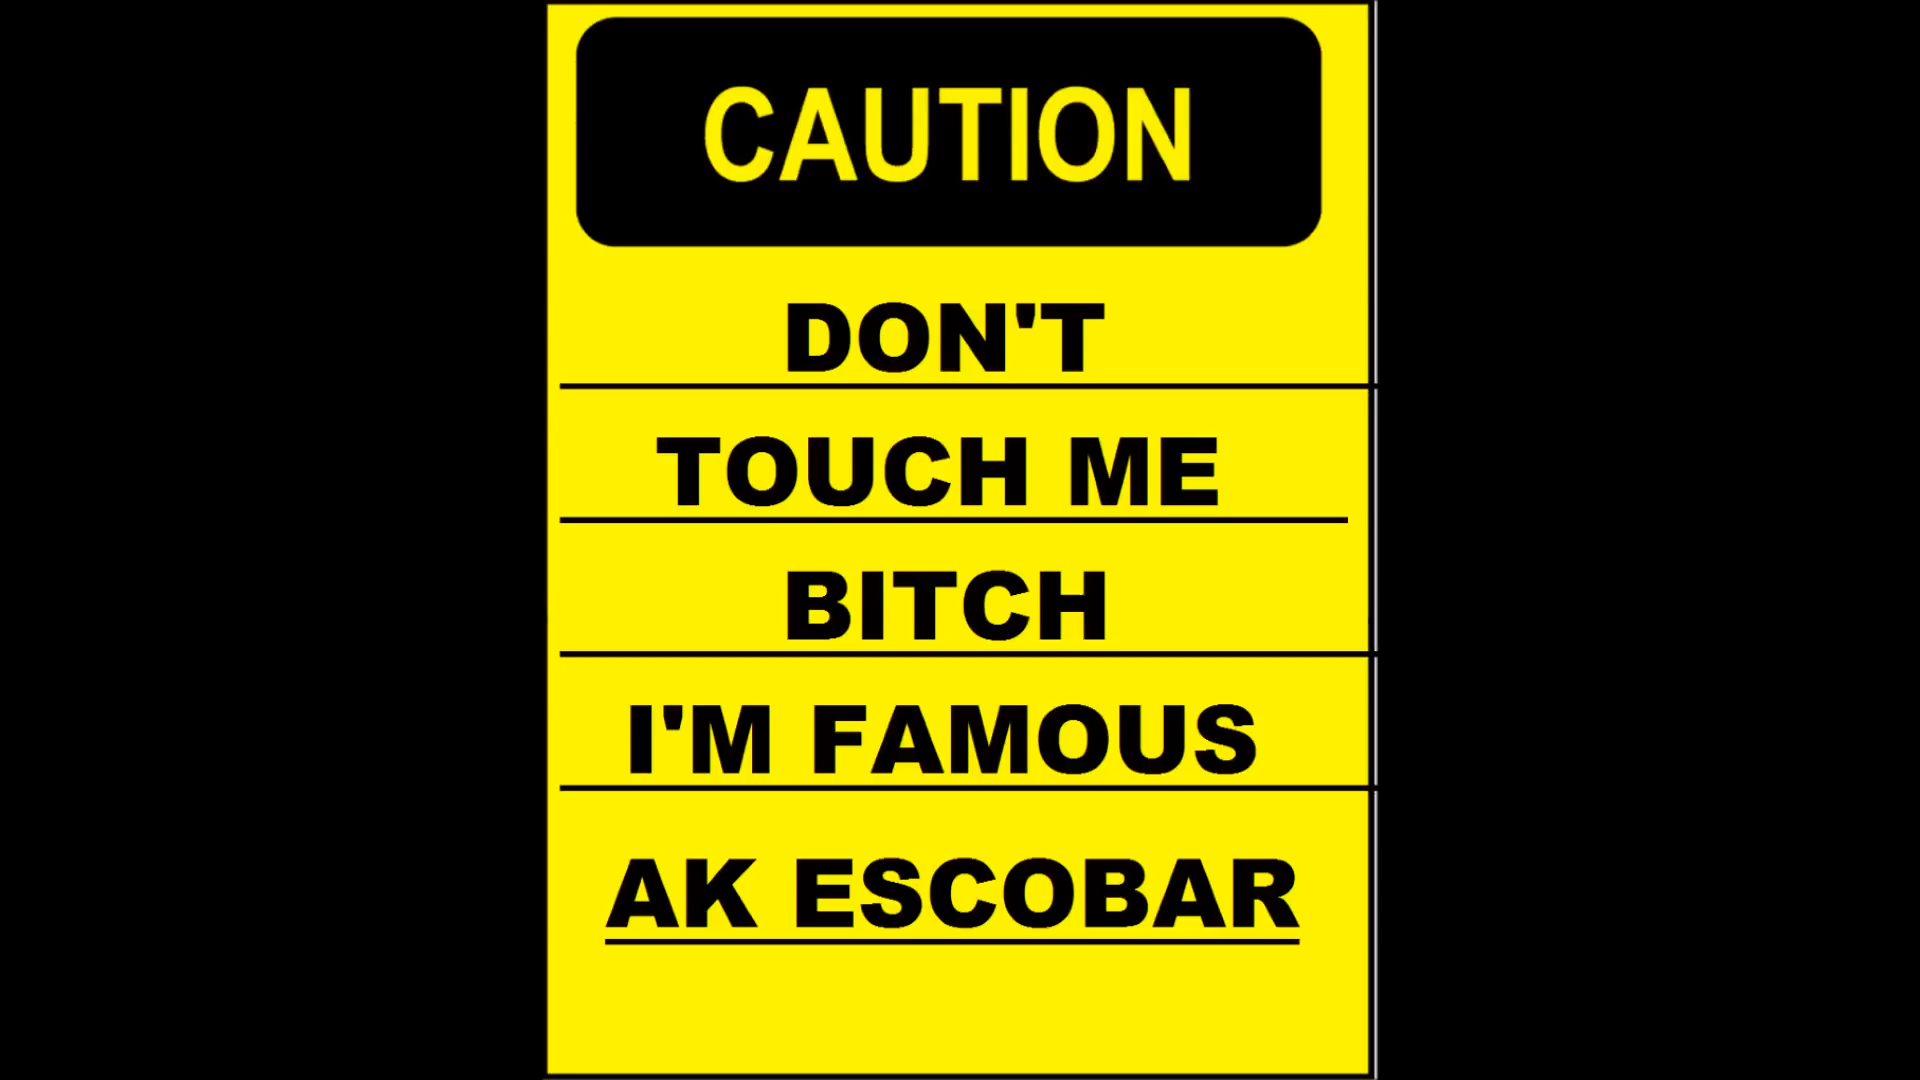 CAUTION
DON'T
TOUCH ME
BITCH
I'M FAMOUS
AK ESCOBAR